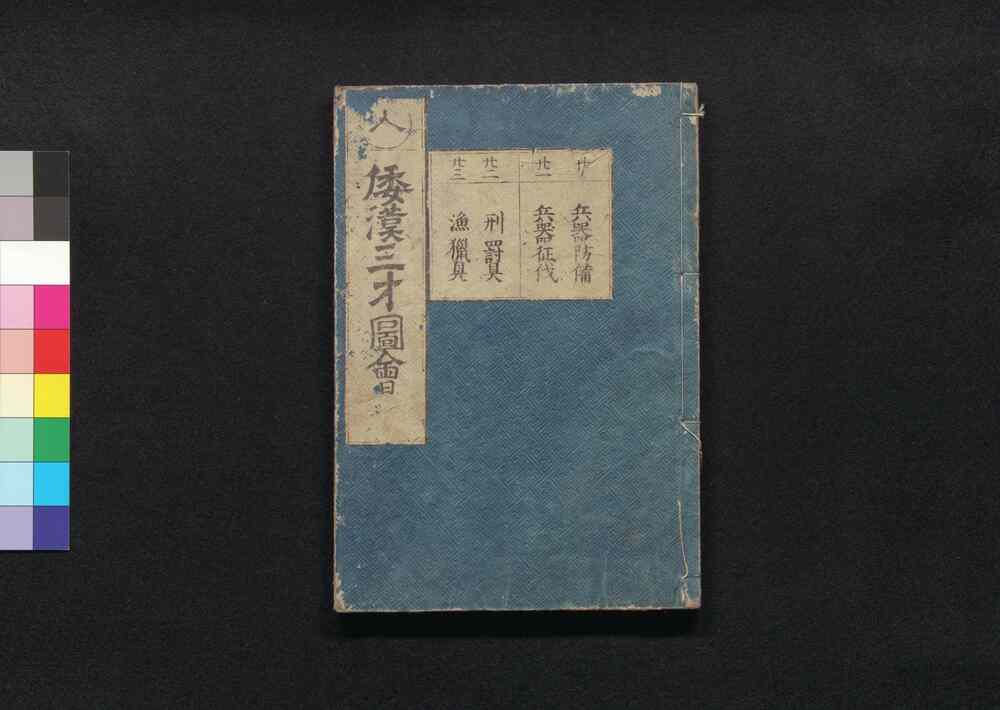 廿 兵器防備
廿一 兵器征伐
廿二 刑罰具
廿三 漁獵具
人
倭漢三才圖會